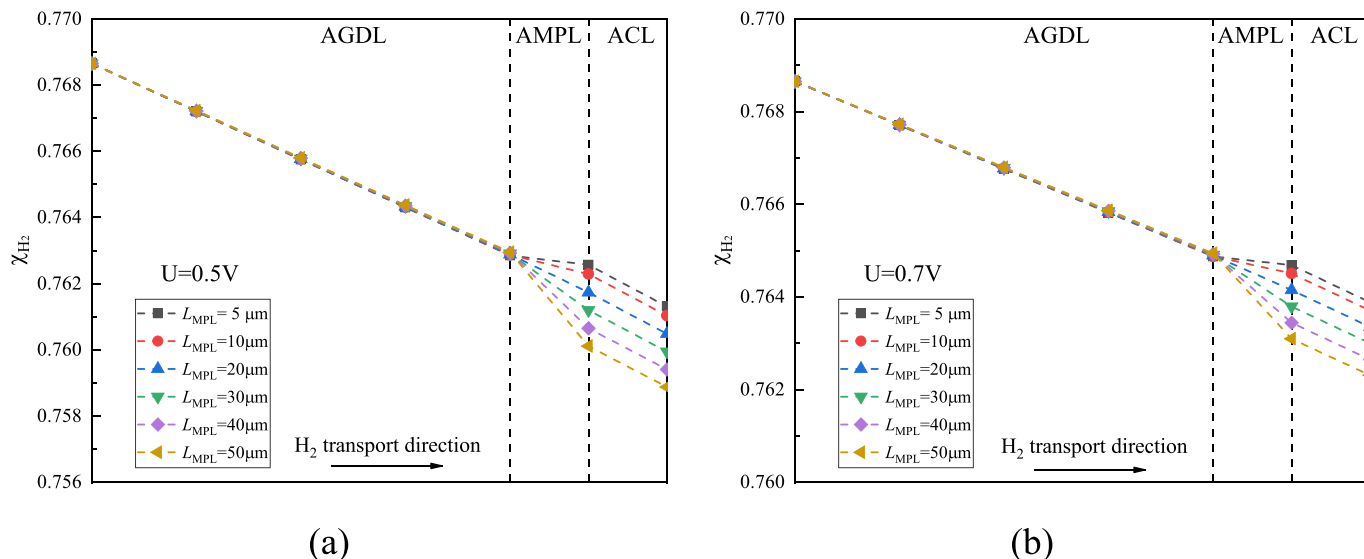 0.770
0.768
0.766
0.764
0.762
0.760
0.758
0.756
χH2
AGDL
AMPL
ACL
U=0.5V
LMPL= 5 μm
LMPL=10μm
LMPL=20μm
LMPL=30μm
LMPL=40μm
LMPL=50μm
H2 transport direction
(a)
0.770
0.768
0.766
0.764
0.762
0.760
χH2
AGDL
AMPL
ACL
U=0.7V
LMPL= 5 μm
LMPL=10μm
LMPL=20μm
LMPL=30μm
LMPL=40μm
LMPL=50μm
H2 transport direction
(b)